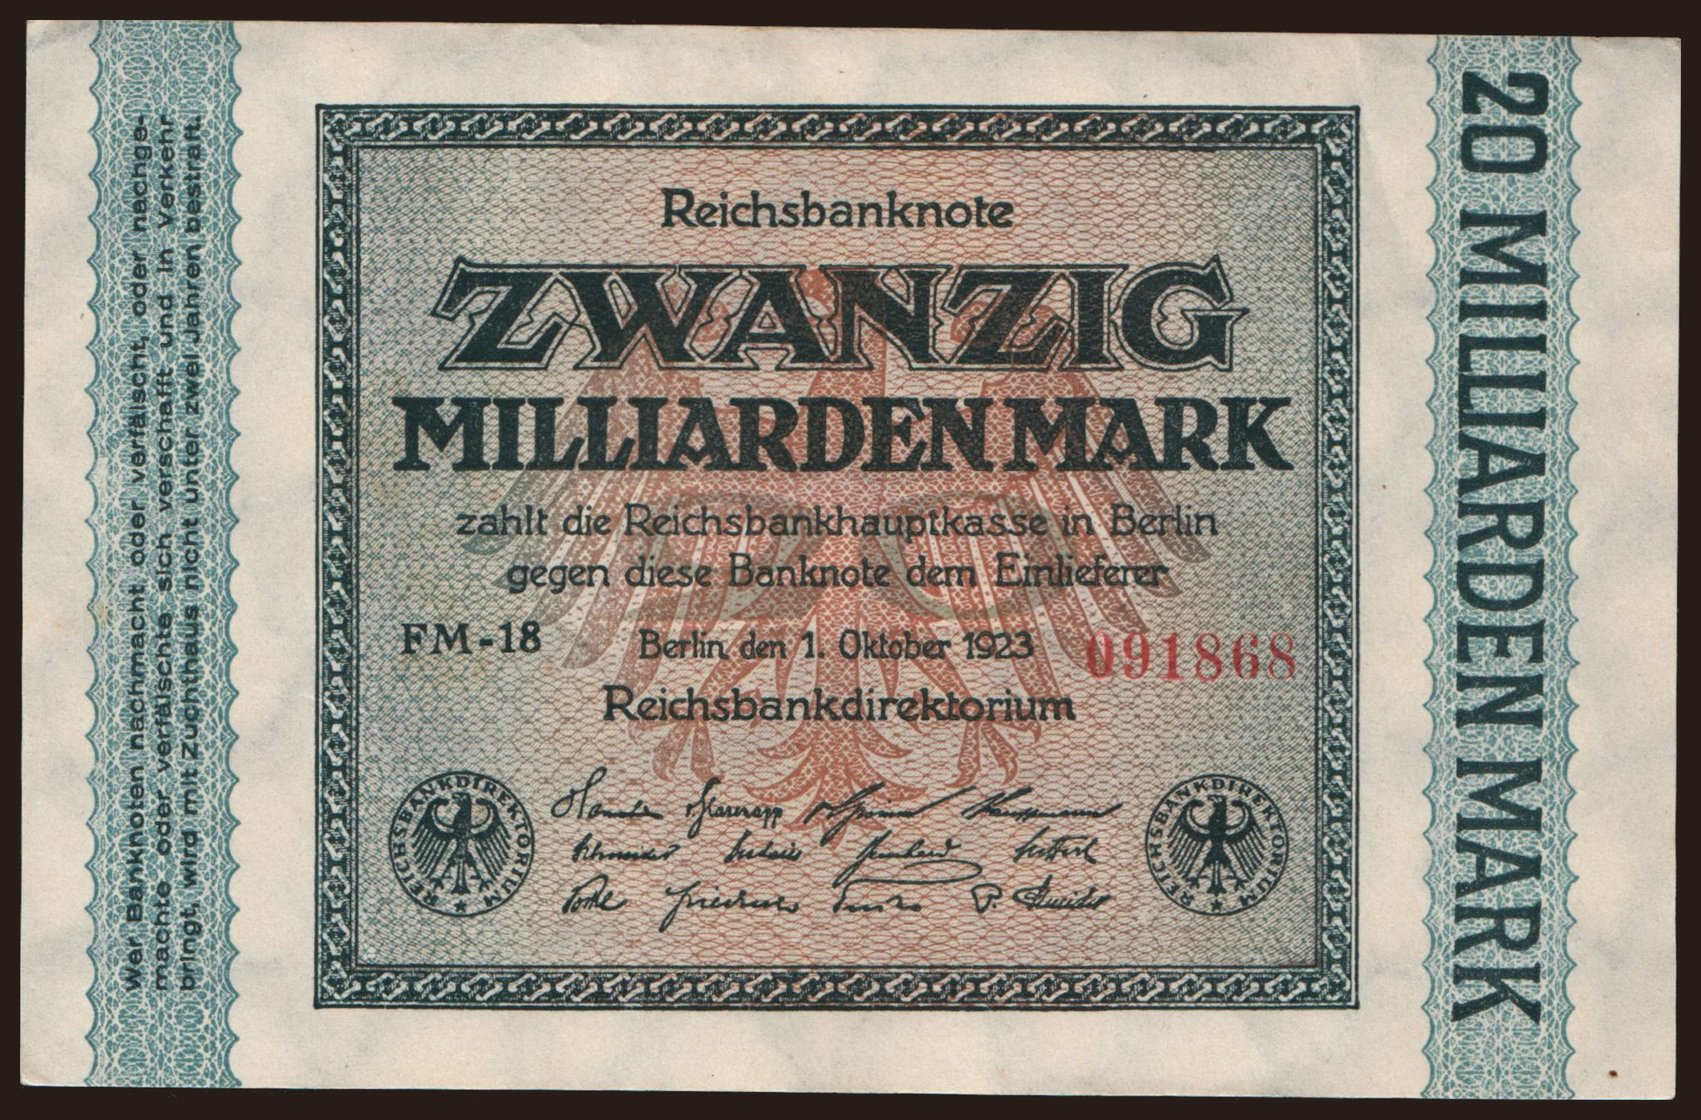 Wer Banknoten nachmacht oder verfälscht, oder nachge-
machte oder verfälschte sich verschafft und in Verkehr
bringt, wird mit Zuchthaus nicht unter zwei Jahren bestraft.
Reichsbanknote
ZWANZIG
MILLIARDEN MARK
zahlt die Reichsbankhauptkasse in Berlin
gegen diese Banknote dem Einlieferer
FM-18
Berlin, den 1. Oktober 1923
091868
Reichsbankdirektorium
REICHSBANKDIREKTORIUM
REICHSBANKDIREKTORIUM
20 MILLIARDEN MARK